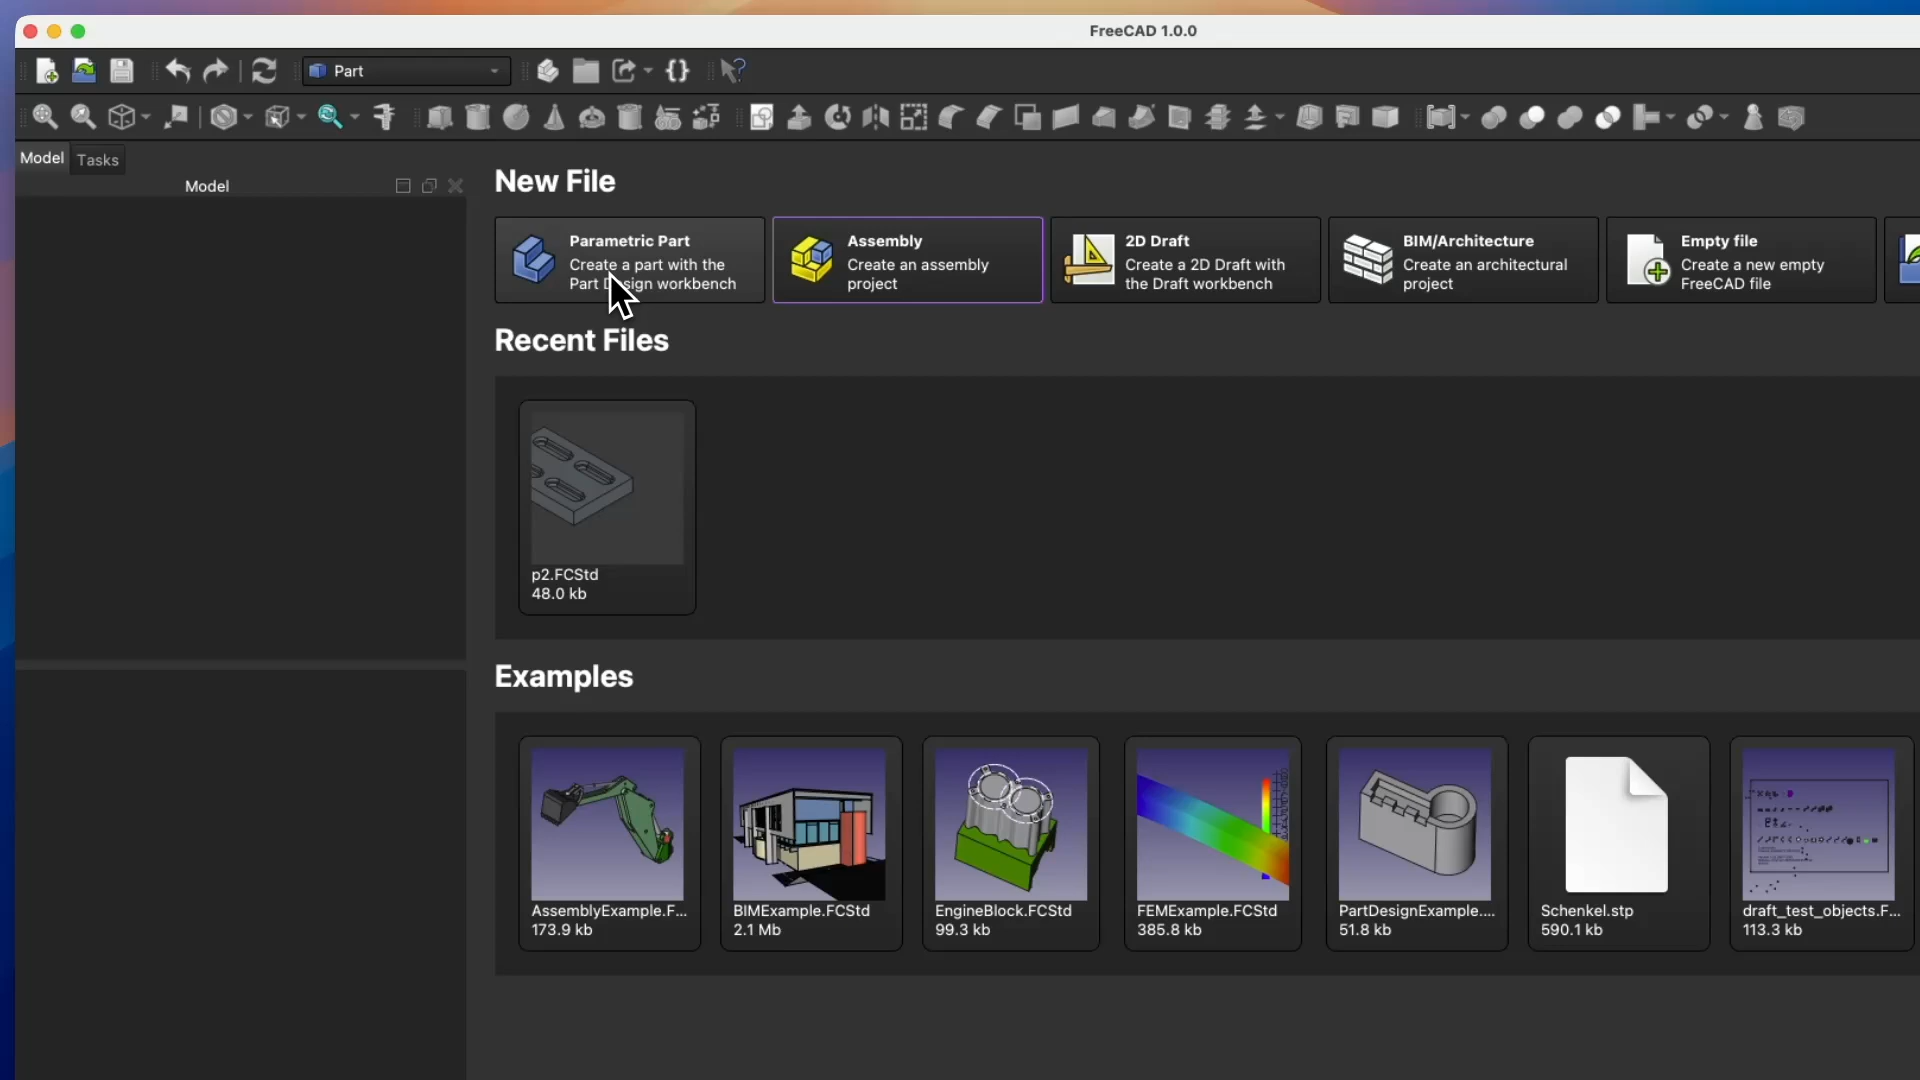 FreeCAD 1.0.0
Part
Model
Tasks
Model
New File
Parametric Part
Create a part with the
Part Design workbench
Assembly
Create an assembly
project
2D Draft
Create a 2D Draft with
the Draft workbench
BIM/Architecture
Create an architectural
project
Empty file
Create a new empty
FreeCAD file
Recent Files
p2.FCStd
48.0 kb
Examples
AssemblyExample.F...
173.9 kb
BIMExample.FCStd
2.1 Mb
EngineBlock.FCStd
99.3 kb
FEMExample.FCStd
385.8 kb
PartDesignExample....
51.8 kb
Schenkel.stp
590.1 kb
draft_test_objects.F...
113.3 kb